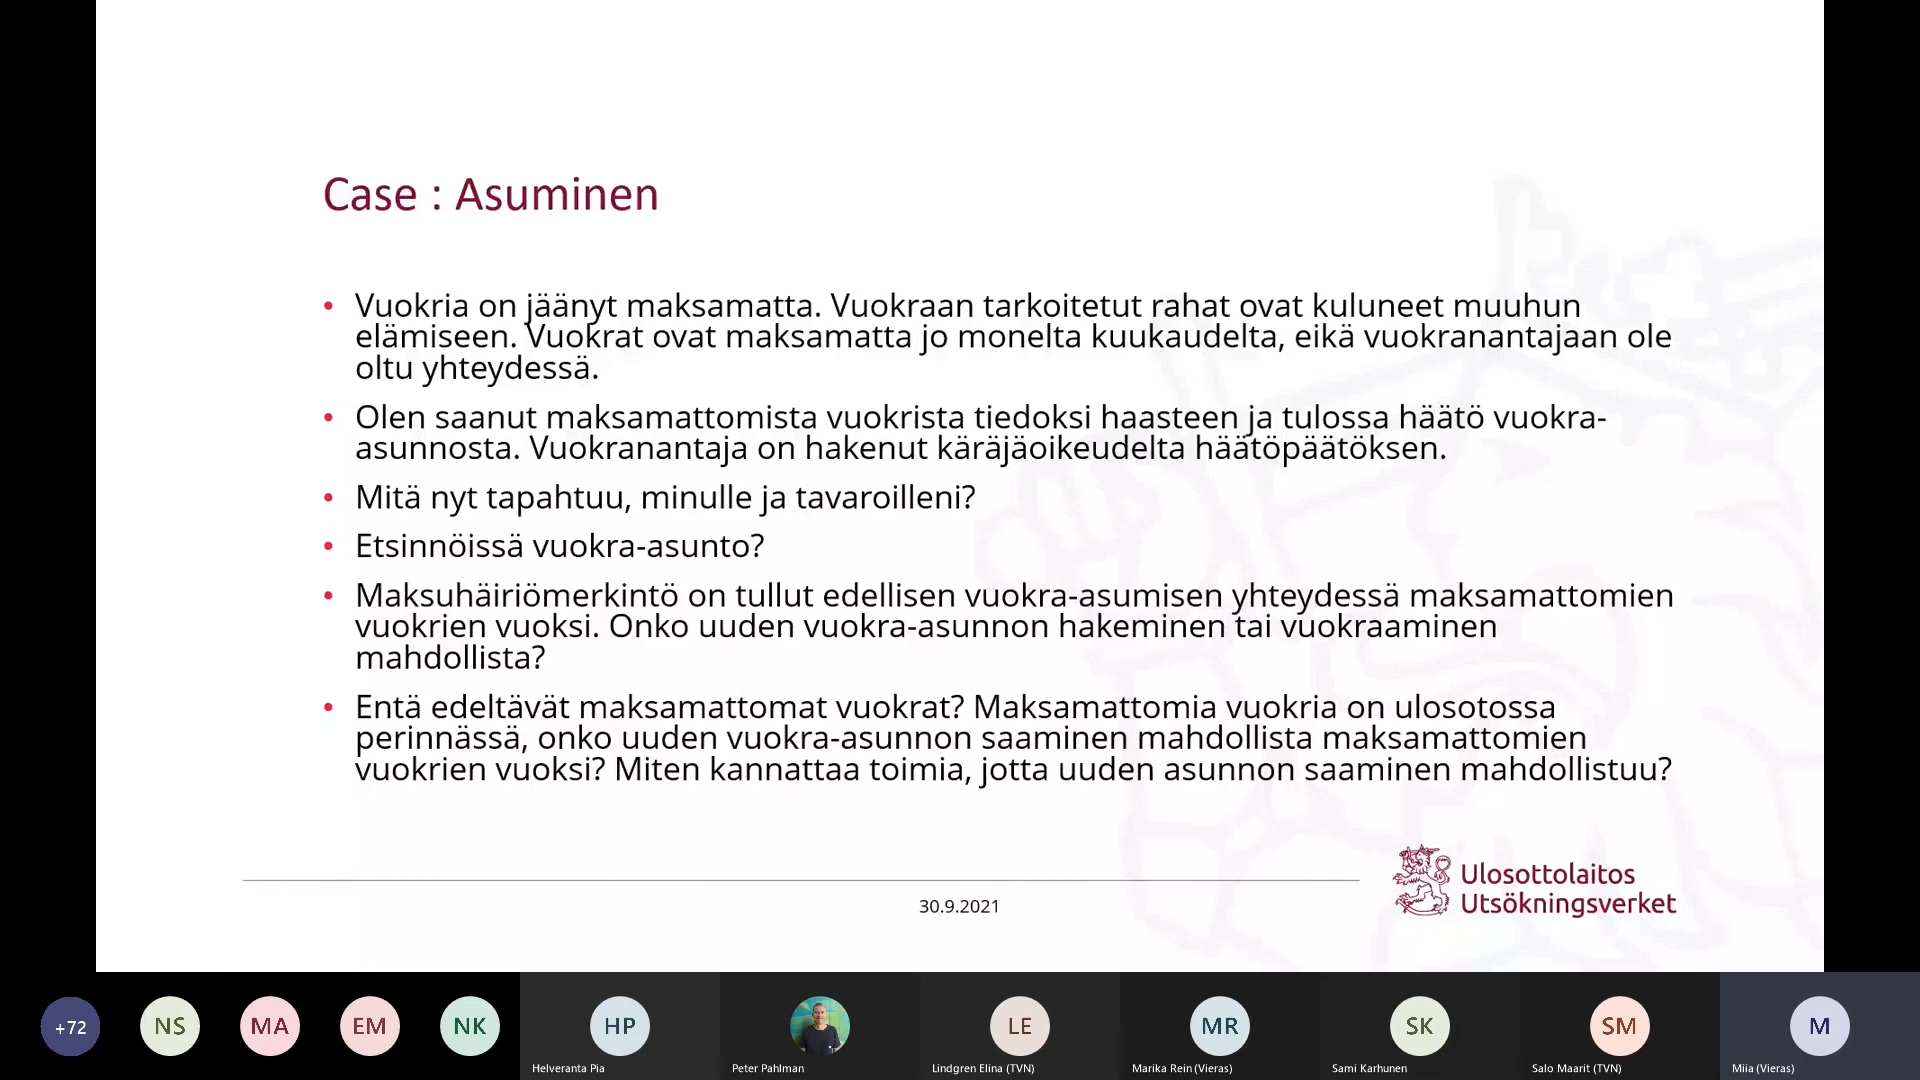 Case : Asuminen
• Vuokria on jäänyt maksamatta. Vuokraan tarkoitetut rahat ovat kuluneet muuhun
elämiseen. Vuokrat ovat maksamatta jo monelta kuukaudelta, eikä vuokranantajaan ole
oltu yhteydessä.
• Olen saanut maksamattomista vuokrista tiedoksi haasteen ja tulossa häätö vuokra-
asunnosta. Vuokranantaja on hakenut käräjäoikeudelta häätöpäätöksen.
• Mitä nyt tapahtuu, minulle ja tavaroilleni?
• Etsinnöissä vuokra-asunto?
• Maksuhäiriömerkintö on tullut edellisen vuokra-asumisen yhteydessä maksamattomien
vuokrien vuoksi. Onko uuden vuokra-asunnon hakeminen tai vuokraaminen
mahdollista?
• Entä edeltävät maksamattomat vuokrat? Maksamattomia vuokria on ulosotossa
perinnässä, onko uuden vuokra-asunnon saaminen mahdollista maksamattomien
vuokrien vuoksi? Miten kannattaa toimia, jotta uuden asunnon saaminen mahdollistuu?
Ulosottolaitos
Utsökningsverket
30.9.2021
+72 NS MA EM NK HP LE MR SK SM M
Helveranta Pia Peter Pahlman Lindgren Elina (TVN) Marika Rein (Vieras) Sami Karhunen Salo Maarit (TVN) Miia (Vieras)